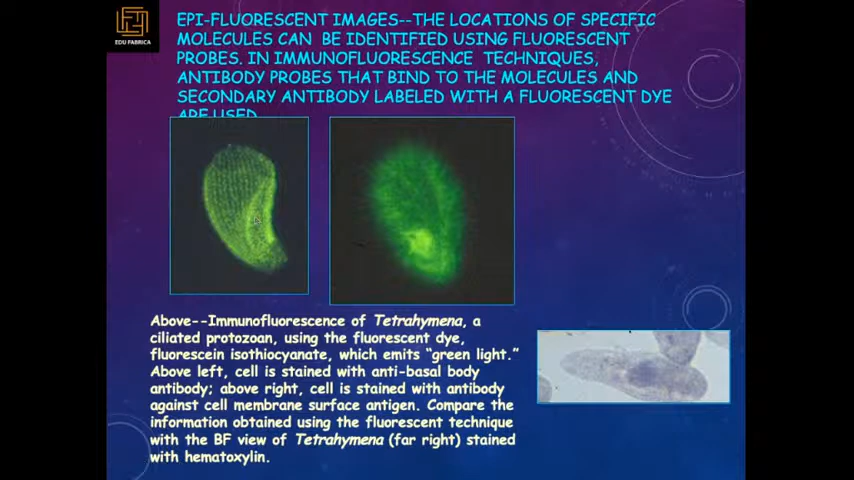 EDU FABRICA
EPI-FLUORESCENT IMAGES--THE LOCATIONS OF SPECIFIC
MOLECULES CAN BE IDENTIFIED USING FLUORESCENT
PROBES. IN IMMUNOFLUORESCENCE TECHNIQUES,
ANTIBODY PROBES THAT BIND TO THE MOLECULES AND
SECONDARY ANTIBODY LABELED WITH A FLUORESCENT DYE
ARE USED
Above--Immunofluorescence of Tetrahymena, a
ciliated protozoan, using the fluorescent dye,
fluorescein isothiocyanate, which emits “green light.”
Above left, cell is stained with anti-basal body
antibody; above right, cell is stained with antibody
against cell membrane surface antigen. Compare the
information obtained using the fluorescent technique
with the BF view of Tetrahymena (far right) stained
with hematoxylin.